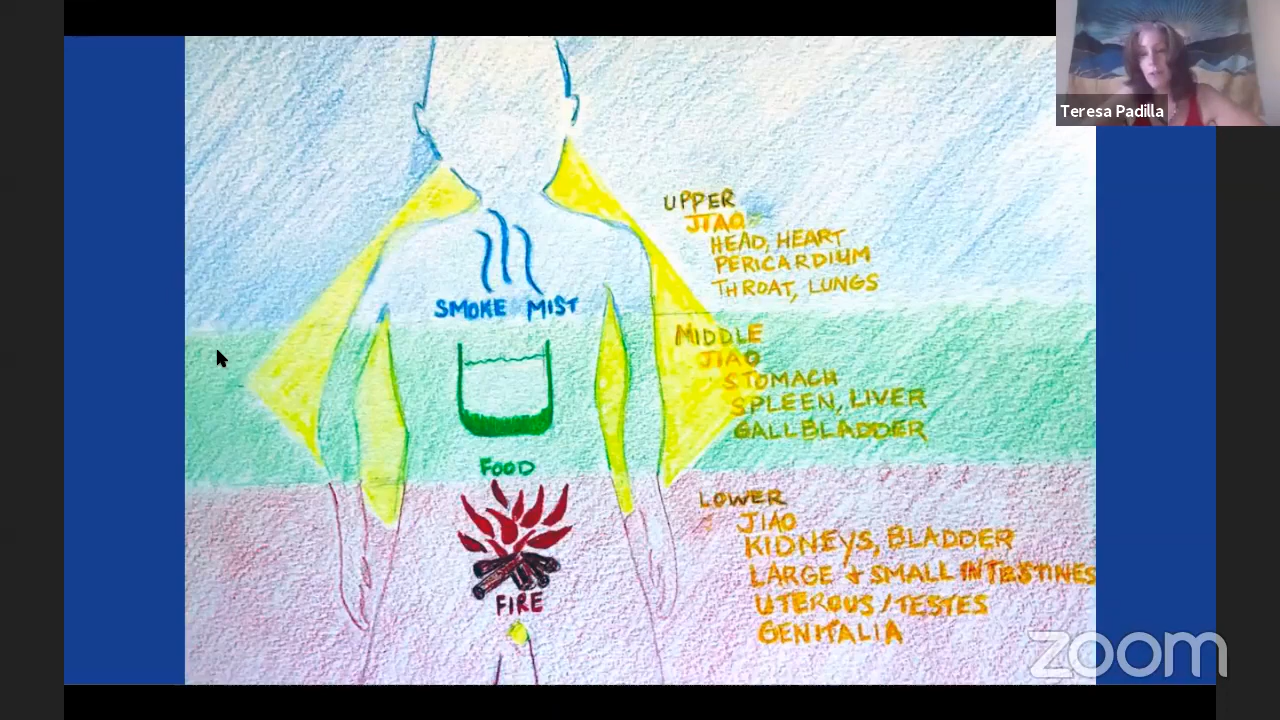 Teresa Padilla
UPPER
JIAO
HEAD, HEART
PERICARDIUM
THROAT, LUNGS
SMOKE MIST
MIDDLE
JIAO
STOMACH
SPLEEN, LIVER
GALLBLADDER
FOOD
LOWER
JIAO
KIDNEYS, BLADDER
LARGE + SMALL INTESTINES
FIRE
UTEROUS/TESTES
GENITALIA
zoom